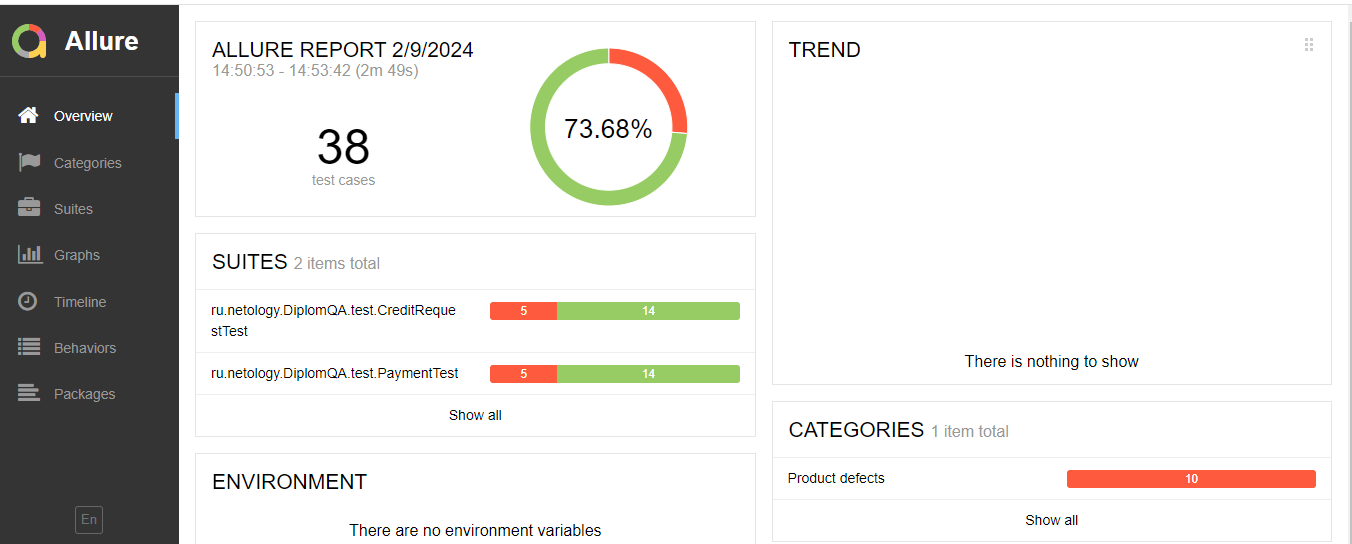 Allure
Overview
Categories
Suites
Graphs
Timeline
Behaviors
Packages
En
ALLURE REPORT 2/9/2024
14:50:53 - 14:53:42 (2m 49s)
38
test cases
73.68%
SUITES 2 items total
ru.netology.DiplomQA.test.CreditReque
stTest
5 14
ru.netology.DiplomQA.test.PaymentTest
5 14
Show all
ENVIRONMENT
There are no environment variables
TREND
There is nothing to show
CATEGORIES 1 item total
Product defects
10
Show all